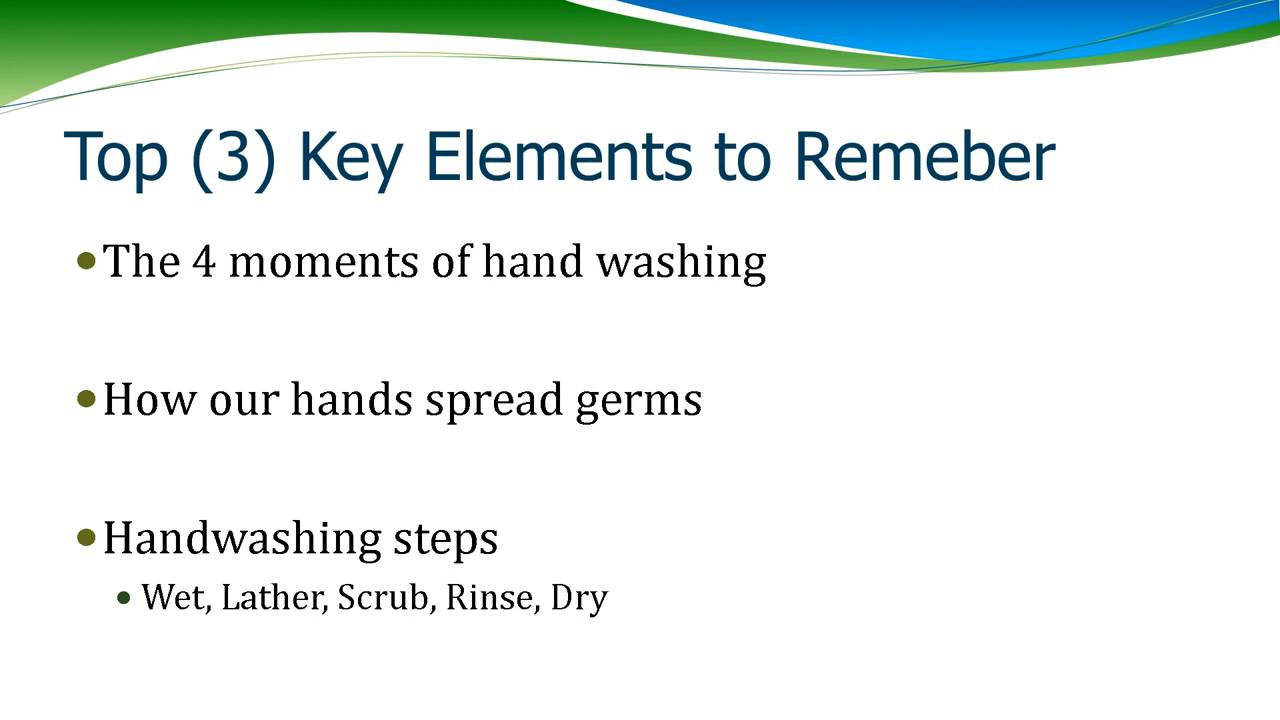 Top (3) Key Elements to Remeber
The 4 moments of hand washing
How our hands spread germs
Handwashing steps
Wet, Lather, Scrub, Rinse, Dry